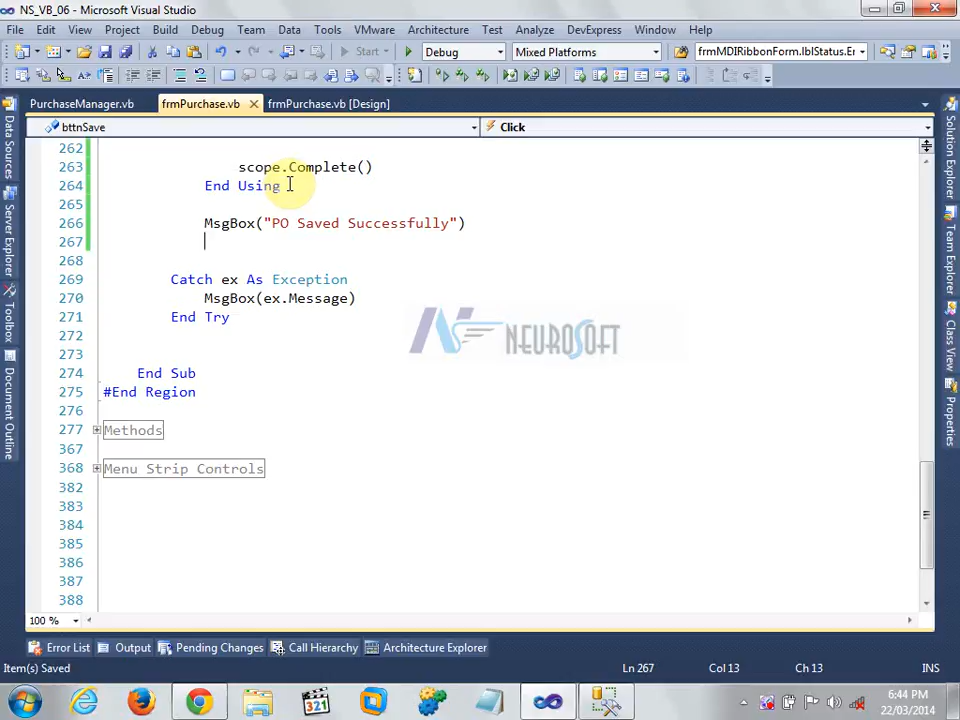 NS_VB_06 - Microsoft Visual Studio
File Edit View Project Build Debug Team Data Tools VMware Architecture Test Analyze DevExpress Window Help
Start Debug Mixed Platforms frmMDIRibbonForm.lblStatus.En
PurchaseManager.vb frmPurchase.vb frmPurchase.vb [Design]
bttnSave Click
262
263 scope.Complete()
264 End Using
265
266 MsgBox("PO Saved Successfully")
267
268
269 Catch ex As Exception
270 MsgBox(ex.Message)
271 End Try
272
273
274 End Sub
275 #End Region
276
277 Methods
367
368 Menu Strip Controls
382
383
384
385
386
387
388
NEUROSOFT
Data Sources
Server Explorer
Toolbox
Document Outline
Solution Explorer
Team Explorer
Class View
Properties
100 %
Error List Output Pending Changes Call Hierarchy Architecture Explorer
Item(s) Saved Ln 267 Col 13 Ch 13 INS
321
6:44 PM
22/03/2014